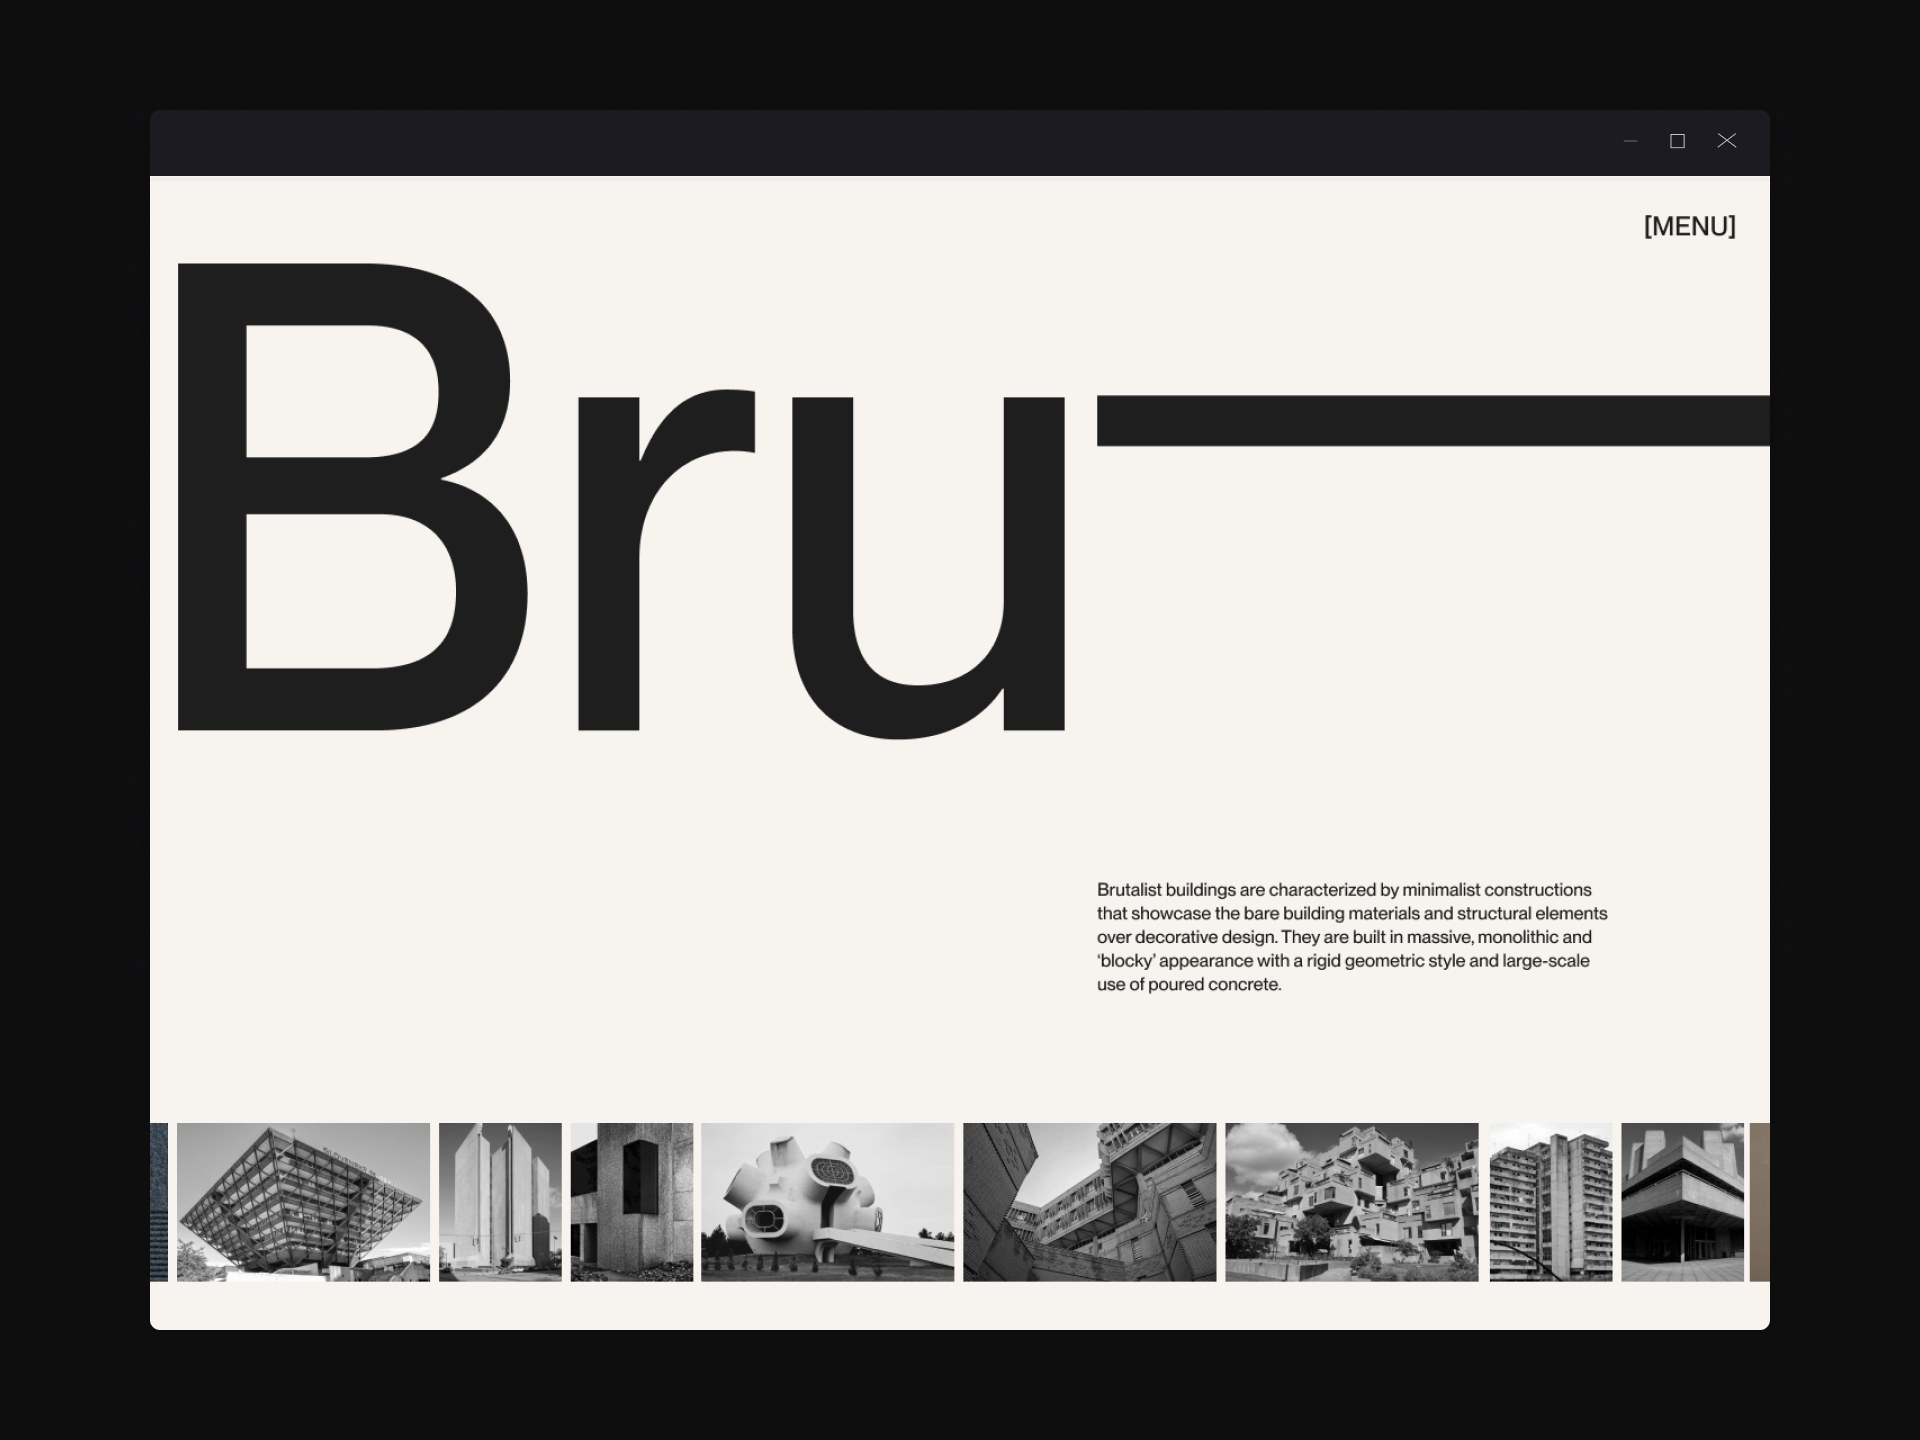 [MENU]
Bru
Brutalist buildings are characterized by minimalist constructions
that showcase the bare building materials and structural elements
over decorative design. They are built in massive, monolithic and
‘blocky’ appearance with a rigid geometric style and large-scale
use of poured concrete.